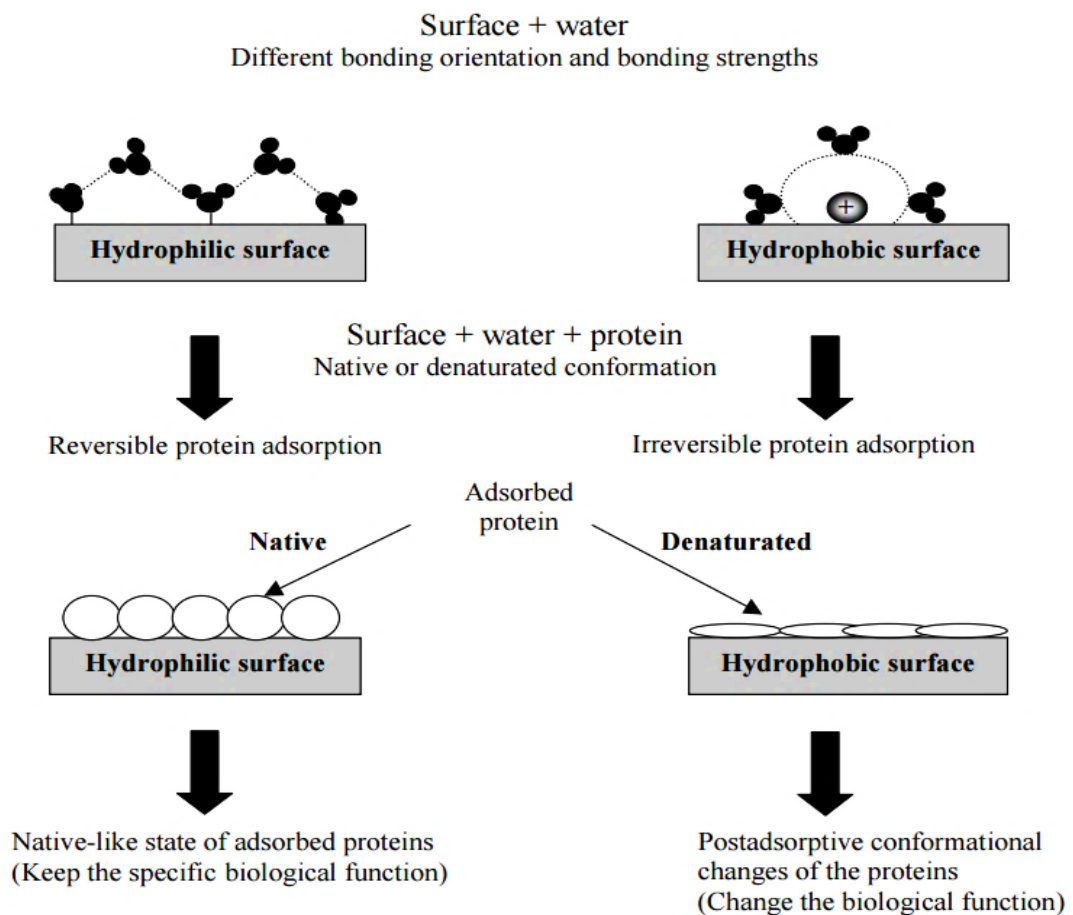 Surface + water
Different bonding orientation and bonding strengths
+
Hydrophilic surface
Hydrophobic surface
Surface + water + protein
Native or denaturated conformation
Reversible protein adsorption
Irreversible protein adsorption
Adsorbed
protein
Native
Denaturated
Hydrophilic surface
Hydrophobic surface
Native-like state of adsorbed proteins
(Keep the specific biological function)
Postadsorptive conformational
changes of the proteins
(Change the biological function)